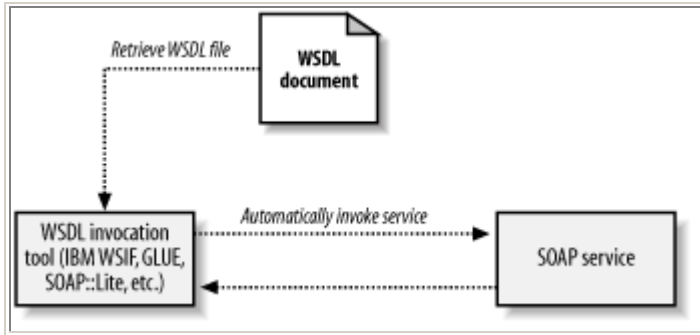 Retrieve WSDL file
WSDL
document
WSDL invocation
tool (IBM WSIF, GLUE,
SOAP::Lite, etc.)
Automatically invoke service
SOAP service